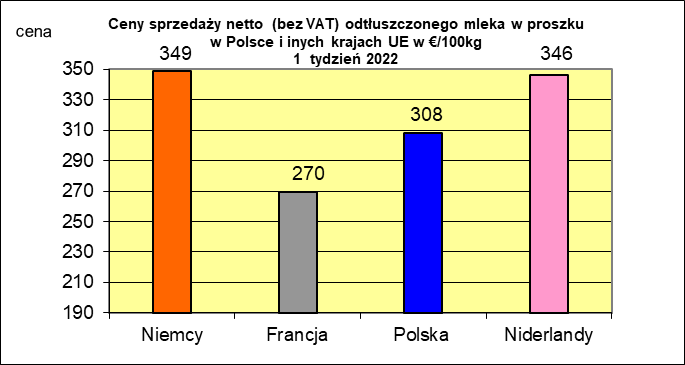 Ceny sprzedaży netto (bez VAT) odtłuszczonego mleka w proszku
w Polsce i inych krajach UE w €/100kg
1 tydzień 2022
cena
349
270
308
346
350
330
310
290
270
250
230
210
190
Niemcy
Francja
Polska
Niderlandy